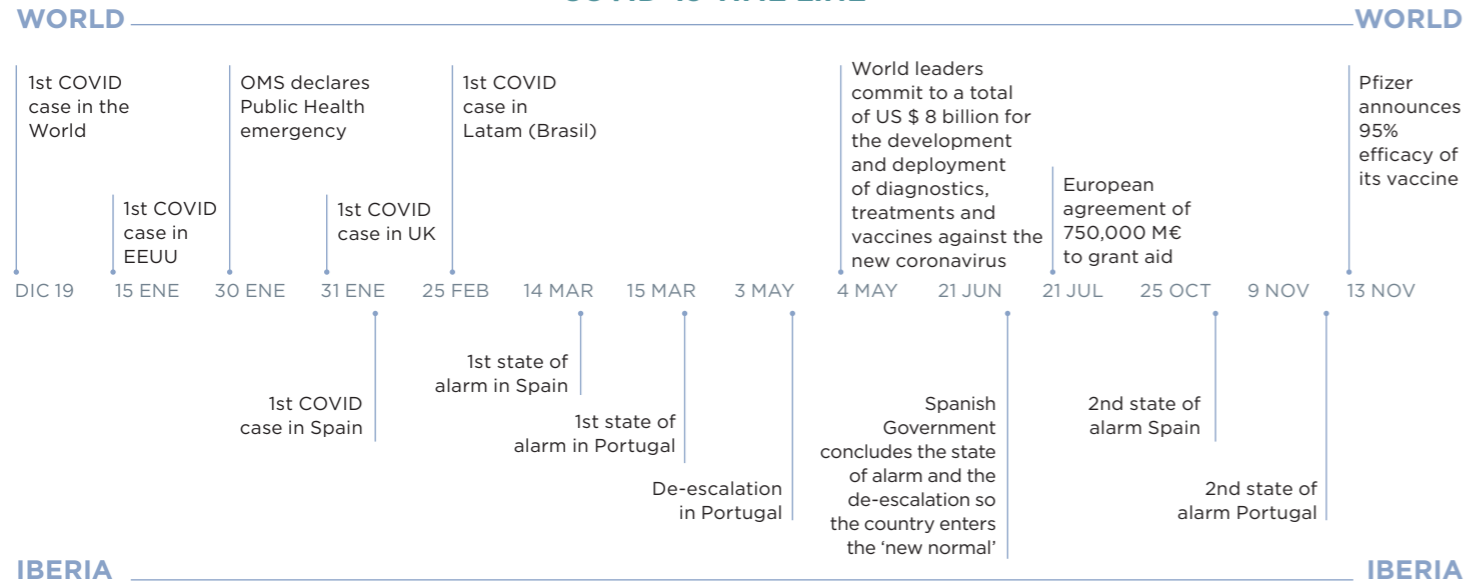 WORLD
WORLD
1st COVID
case in the
World
1st COVID
case in
EEUU
OMS declares
Public Health
emergency
1st COVID
case in UK
1st COVID
case in
Latam (Brasil)
World leaders
commit to a total
of US $ 8 billion for
the development
and deployment
of diagnostics,
treatments and
vaccines against the
new coronavirus
European
agreement of
750,000 M€
to grant aid
Pfizer
announces
95%
efficacy of
its vaccine
DIC 19 15 ENE 30 ENE 31 ENE 25 FEB 14 MAR 15 MAR 3 MAY 4 MAY 21 JUN 21 JUL 25 OCT 9 NOV 13 NOV
1st COVID
case in Spain
1st state of
alarm in Spain
1st state of
alarm in Portugal
De-escalation
in Portugal
Spanish
Government
concludes the state
of alarm and the
de-escalation so
the country enters
the ‘new normal’
2nd state of
alarm Spain
2nd state of
alarm Portugal
IBERIA
IBERIA